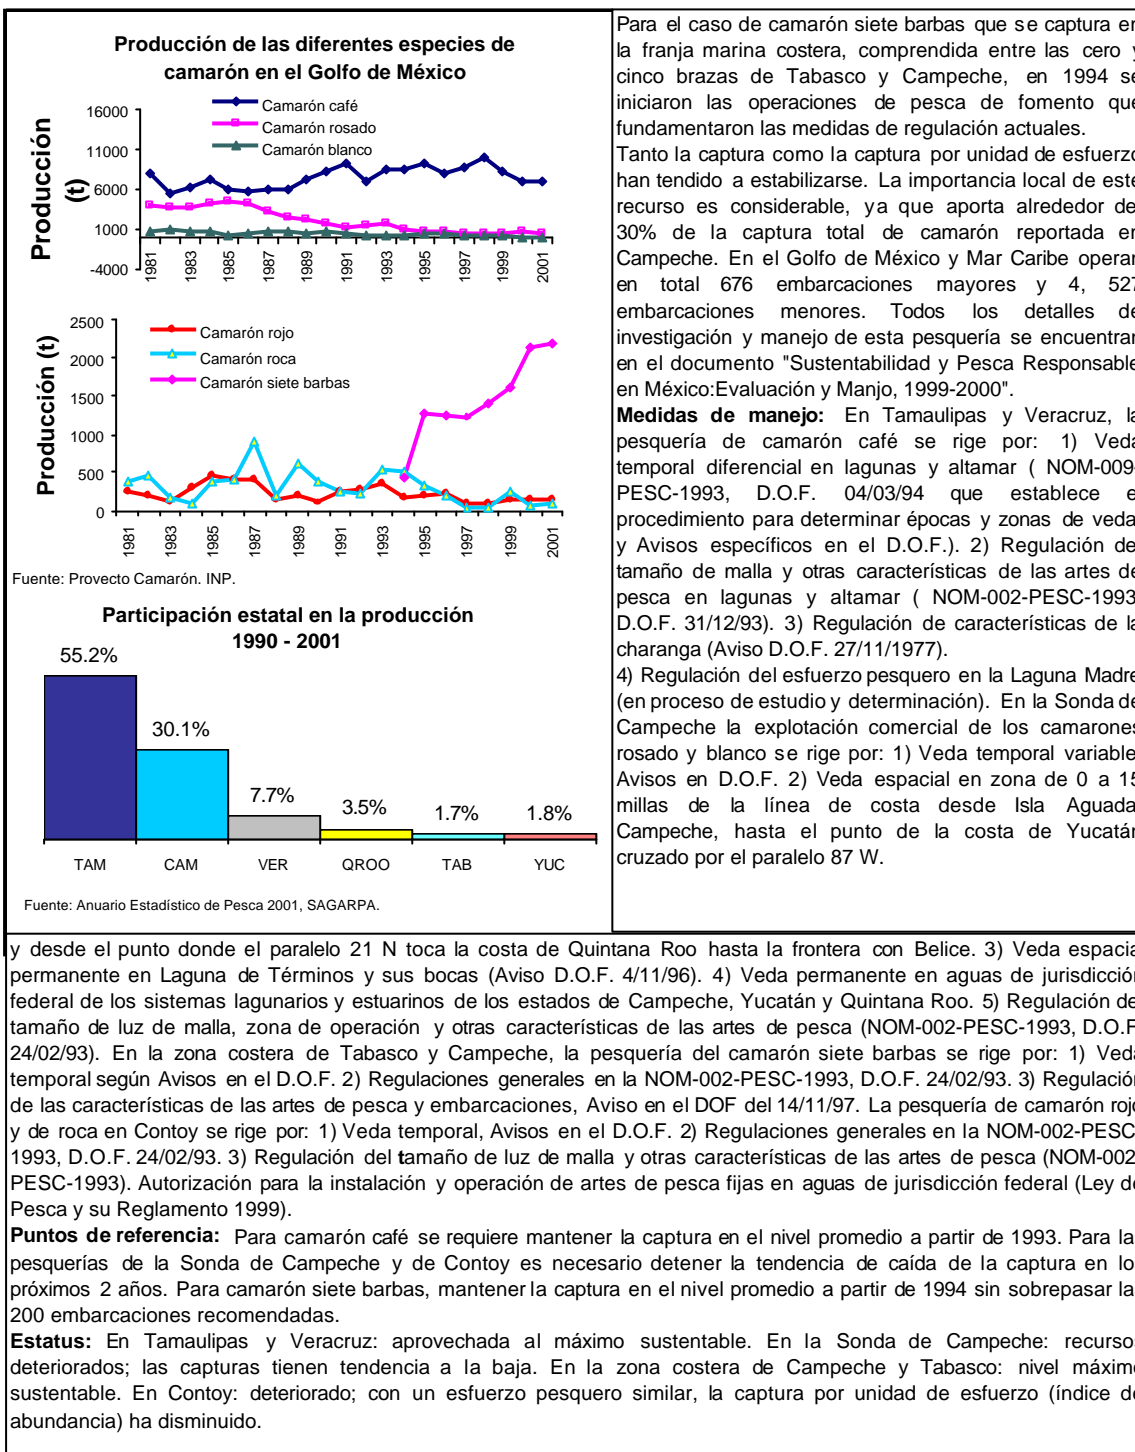 Producción de las diferentes especies de
camarón en el Golfo de México
Producción
(t)
16000
11000
6000
1000
-4000
Camarón café
Camarón rosado
Camarón blanco
1981
1983
1985
1987
1989
1991
1993
1995
1997
1999
2001
Producción (t)
2500
2000
1500
1000
500
0
Camarón rojo
Camarón roca
Camarón siete barbas
1981
1983
1985
1987
1989
1991
1993
1995
1997
1999
2001
Fuente: Proyecto Camarón. INP.
Participación estatal en la producción
1990 - 2001
55.2%
30.1%
7.7%
3.5%
1.7%
1.8%
TAM CAM VER QROO TAB YUC
Fuente: Anuario Estadístico de Pesca 2001, SAGARPA.
Para el caso de camarón siete barbas que se captura en
la franja marina costera, comprendida entre las cero y
cinco brazas de Tabasco y Campeche, en 1994 se
iniciaron las operaciones de pesca de fomento que
fundamentaron las medidas de regulación actuales.
Tanto la captura como la captura por unidad de esfuerzo
han tendido a estabilizarse. La importancia local de este
recurso es considerable, ya que aporta alrededor de
30% de la captura total de camarón reportada en
Campeche. En el Golfo de México y Mar Caribe operan
en total 676 embarcaciones mayores y 4, 527
embarcaciones menores. Todos los detalles de
investigación y manejo de esta pesquería se encuentran
en el documento "Sustentabilidad y Pesca Responsable
en México:Evaluación y Manjo, 1999-2000".
Medidas de manejo: En Tamaulipas y Veracruz, la
pesquería de camarón café se rige por: 1) Veda
temporal diferencial en lagunas y altamar ( NOM-009-
PESC-1993, D.O.F. 04/03/94 que establece el
procedimiento para determinar épocas y zonas de veda
y Avisos específicos en el D.O.F.). 2) Regulación de
tamaño de malla y otras características de las artes de
pesca en lagunas y altamar ( NOM-002-PESC-1993
D.O.F. 31/12/93). 3) Regulación de características de la
charanga (Aviso D.O.F. 27/11/1977).
4) Regulación del esfuerzo pesquero en la Laguna Madre
(en proceso de estudio y determinación). En la Sonda de
Campeche la explotación comercial de los camarones
rosado y blanco se rige por: 1) Veda temporal variable
Avisos en D.O.F. 2) Veda espacial en zona de 0 a 15
millas de la línea de costa desde Isla Aguada
Campeche, hasta el punto de la costa de Yucatán
cruzado por el paralelo 87 W.
y desde el punto donde el paralelo 21 N toca la costa de Quintana Roo hasta la frontera con Belice. 3) Veda espacia
permanente en Laguna de Términos y sus bocas (Aviso D.O.F. 4/11/96). 4) Veda permanente en aguas de jurisdicción
federal de los sistemas lagunarios y estuarinos de los estados de Campeche, Yucatán y Quintana Roo. 5) Regulación de
tamaño de luz de malla, zona de operación y otras características de las artes de pesca (NOM-002-PESC-1993, D.O.F
24/02/93). En la zona costera de Tabasco y Campeche, la pesquería del camarón siete barbas se rige por: 1) Veda
temporal según Avisos en el D.O.F. 2) Regulaciones generales en la NOM-002-PESC-1993, D.O.F. 24/02/93. 3) Regulación
de las características de las artes de pesca y embarcaciones, Aviso en el DOF del 14/11/97. La pesquería de camarón rojo
y de roca en Contoy se rige por: 1) Veda temporal, Avisos en el D.O.F. 2) Regulaciones generales en la NOM-002-PESC
1993, D.O.F. 24/02/93. 3) Regulación del tamaño de luz de malla y otras características de las artes de pesca (NOM-002
PESC-1993). Autorización para la instalación y operación de artes de pesca fijas en aguas de jurisdicción federal (Ley de
Pesca y su Reglamento 1999).
Puntos de referencia: Para camarón café se requiere mantener la captura en el nivel promedio a partir de 1993. Para la
pesquerías de la Sonda de Campeche y de Contoy es necesario detener la tendencia de caída de la captura en lo
próximos 2 años. Para camarón siete barbas, mantener la captura en el nivel promedio a partir de 1994 sin sobrepasar la
200 embarcaciones recomendadas.
Estatus: En Tamaulipas y Veracruz: aprovechada al máximo sustentable. En la Sonda de Campeche: recursos
deteriorados; las capturas tienen tendencia a la baja. En la zona costera de Campeche y Tabasco: nivel máximo
sustentable. En Contoy: deteriorado; con un esfuerzo pesquero similar, la captura por unidad de esfuerzo (índice de
abundancia) ha disminuido.